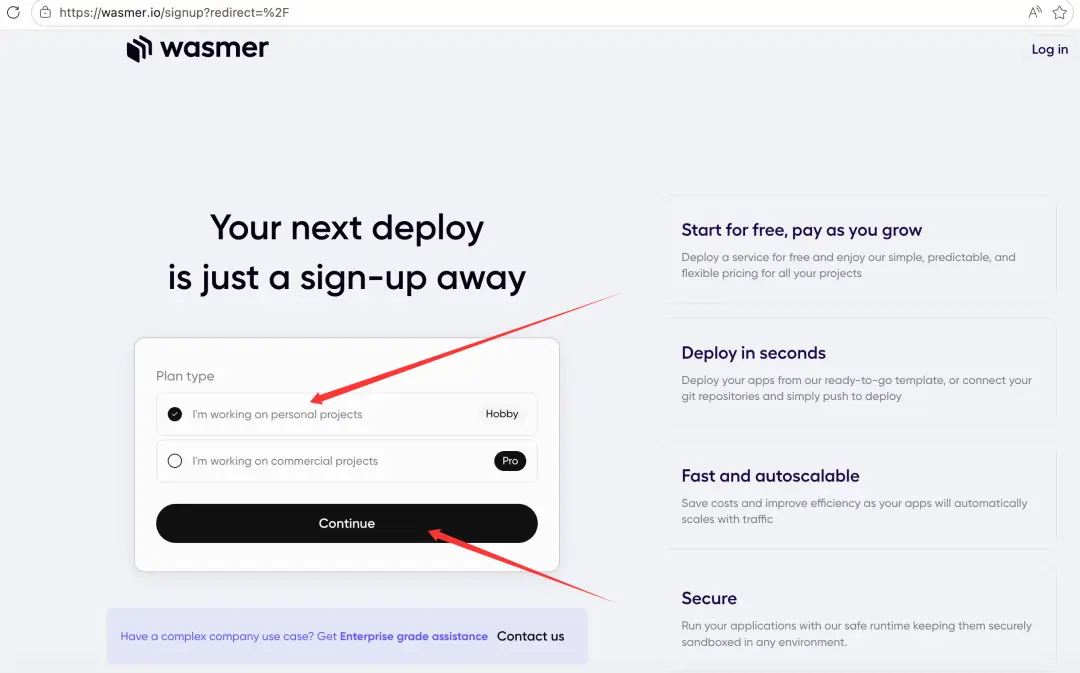 https://wasmer.io/signup?redirect=%2F
wasmer
Log in
Your next deploy
is just a sign-up away
Plan type
I'm working on personal projects
Hobby
I'm working on commercial projects
Pro
Continue
Have a complex company use case? Get Enterprise grade assistance Contact us
Start for free, pay as you grow
Deploy a service for free and enjoy our simple, predictable, and
flexible pricing for all your projects
Deploy in seconds
Deploy your apps from our ready-to-go template, or connect your
git repositories and simply push to deploy
Fast and autoscalable
Save costs and improve efficiency as your apps will automatically
scales with traffic
Secure
Run your applications with our safe runtime keeping them securely
sandboxed in any environment.